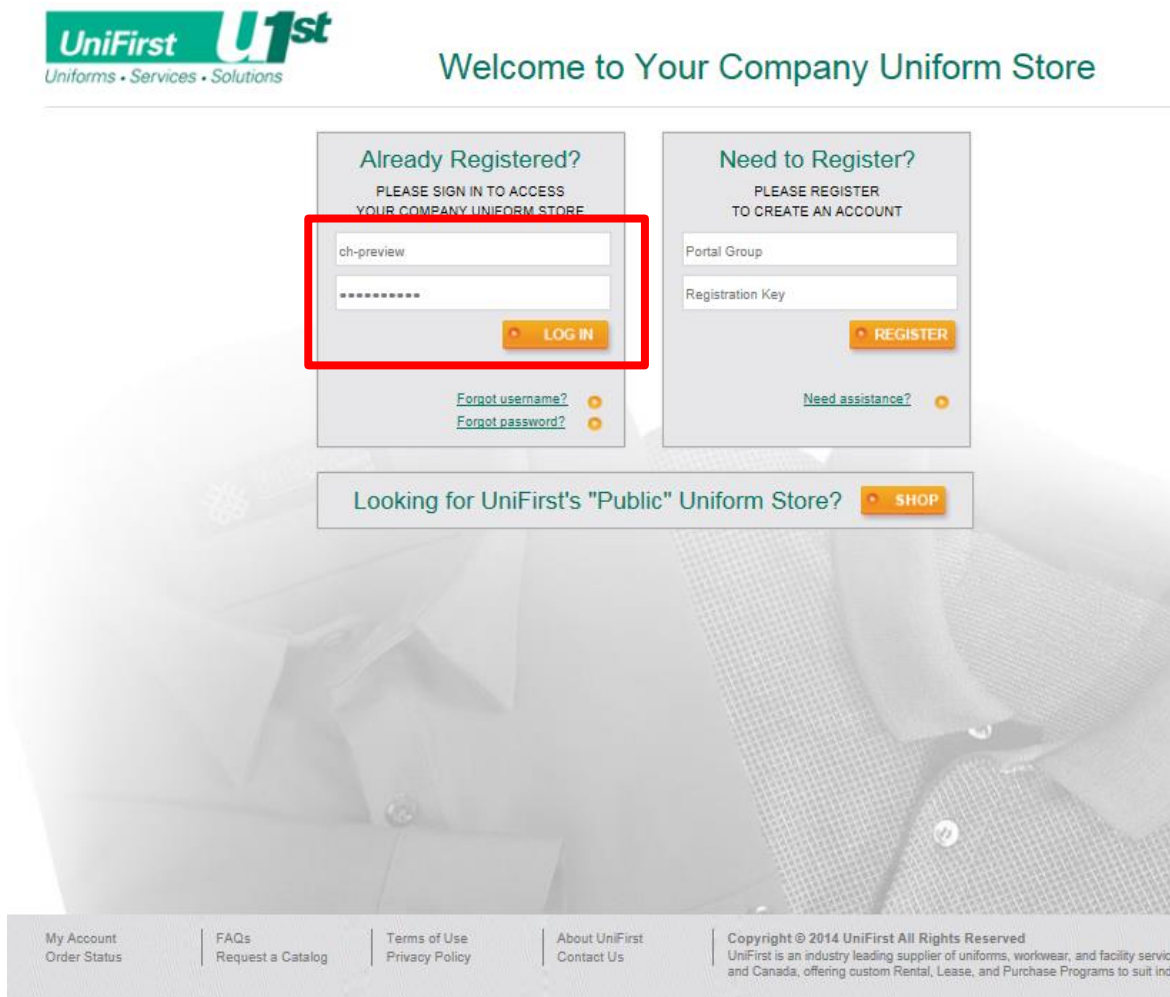 UniFirst U1st
Uniforms • Services • Solutions
Welcome to Your Company Uniform Store
Already Registered?
PLEASE SIGN IN TO ACCESS
YOUR COMPANY UNIFORM STORE
ch-preview
LOG IN
Forgot username?
Forgot password?
Need to Register?
PLEASE REGISTER
TO CREATE AN ACCOUNT
Portal Group
Registration Key
REGISTER
Need assistance?
Looking for UniFirst's "Public" Uniform Store? SHOP
My Account
Order Status
FAQs
Request a Catalog
Terms of Use
Privacy Policy
About UniFirst
Contact Us
Copyright © 2014 UniFirst All Rights Reserved
UniFirst is an industry leading supplier of uniforms, workwear, and facility servic
and Canada, offering custom Rental, Lease, and Purchase Programs to suit ind